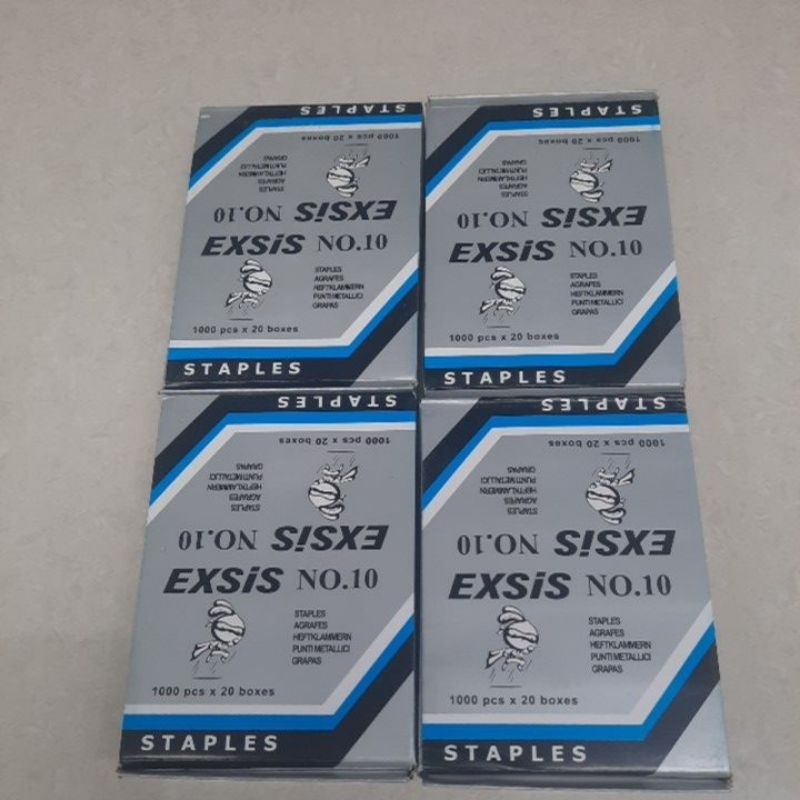 STAPLES
1000 pcs x 20 boxes
STAPLES
AGRAFES
HEFTKLAMMERN
PUNTI METALLICI
GRAPAS
EXSiS NO.10
EXSiS NO.10
STAPLES
AGRAFES
HEFTKLAMMERN
PUNTI METALLICI
GRAPAS
1000 pcs x 20 boxes
STAPLES
STAPLES
1000 pcs x 20 boxes
STAPLES
AGRAFES
HEFTKLAMMERN
PUNTI METALLICI
GRAPAS
EXSiS NO.10
EXSiS NO.10
STAPLES
AGRAFES
HEFTKLAMMERN
PUNTI METALLICI
GRAPAS
1000 pcs x 20 boxes
STAPLES
STAPLES
1000 pcs x 20 boxes
STAPLES
AGRAFES
HEFTKLAMMERN
PUNTI METALLICI
GRAPAS
EXSiS NO.10
EXSiS NO.10
STAPLES
AGRAFES
HEFTKLAMMERN
PUNTI METALLICI
GRAPAS
1000 pcs x 20 boxes
STAPLES
STAPLES
1000 pcs x 20 boxes
STAPLES
AGRAFES
HEFTKLAMMERN
PUNTI METALLICI
GRAPAS
EXSiS NO.10
EXSiS NO.10
STAPLES
AGRAFES
HEFTKLAMMERN
PUNTI METALLICI
GRAPAS
1000 pcs x 20 boxes
STAPLES